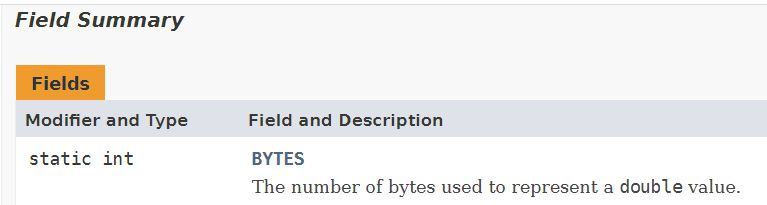 Field Summary
Fields
Modifier and Type Field and Description
static int BYTES
The number of bytes used to represent a double value.